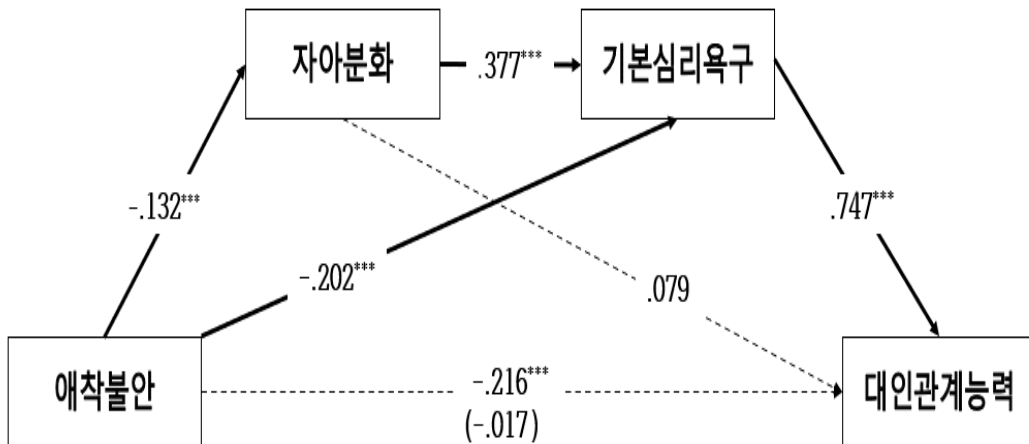 자아분화
.377***
기본심리욕구
-.132***
.747***
-.202***
.079
애착불안
-.216***
(-.017)
대인관계능력